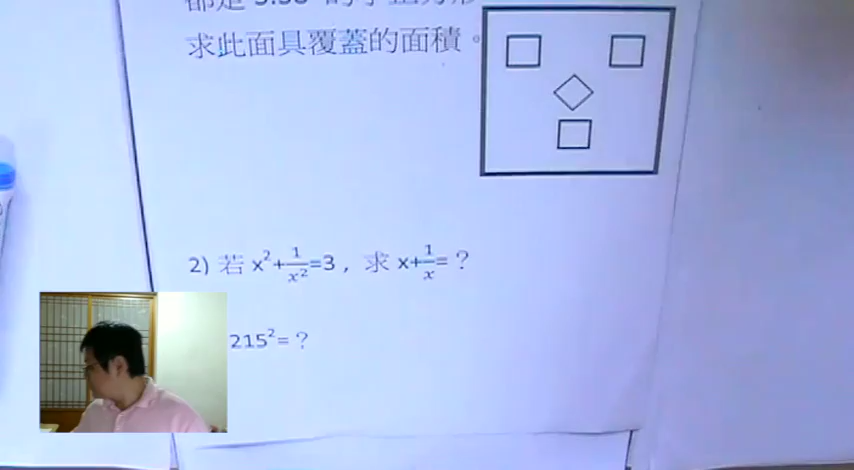 求此面具覆蓋的面積。
2) 若 x²+1/x²=3，求 x+1/x=？
215²=？